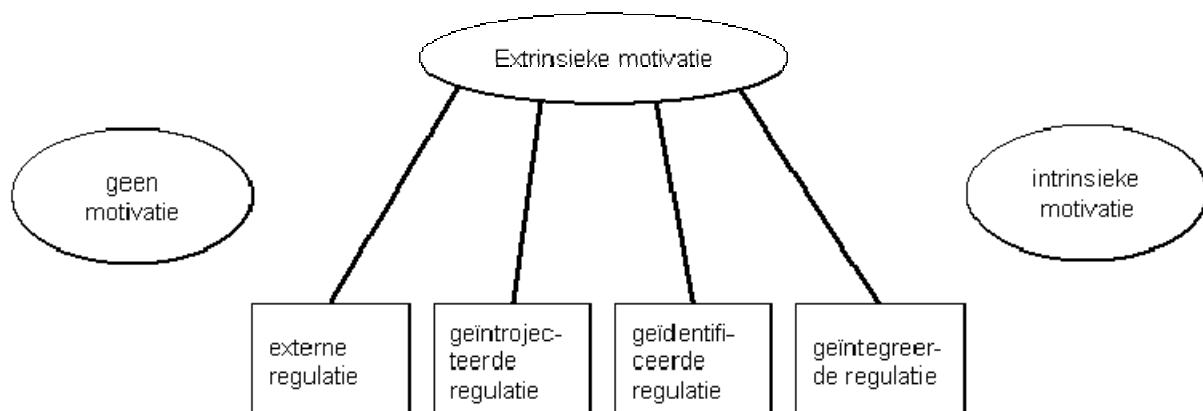 Extrinsieke motivatie
geen
motivatie
intrinsieke
motivatie
externe
regulatie
geïntrojec-
teerde
regulatie
geïdentifi-
ceerde
regulatie
geïntegreer-
de regulatie